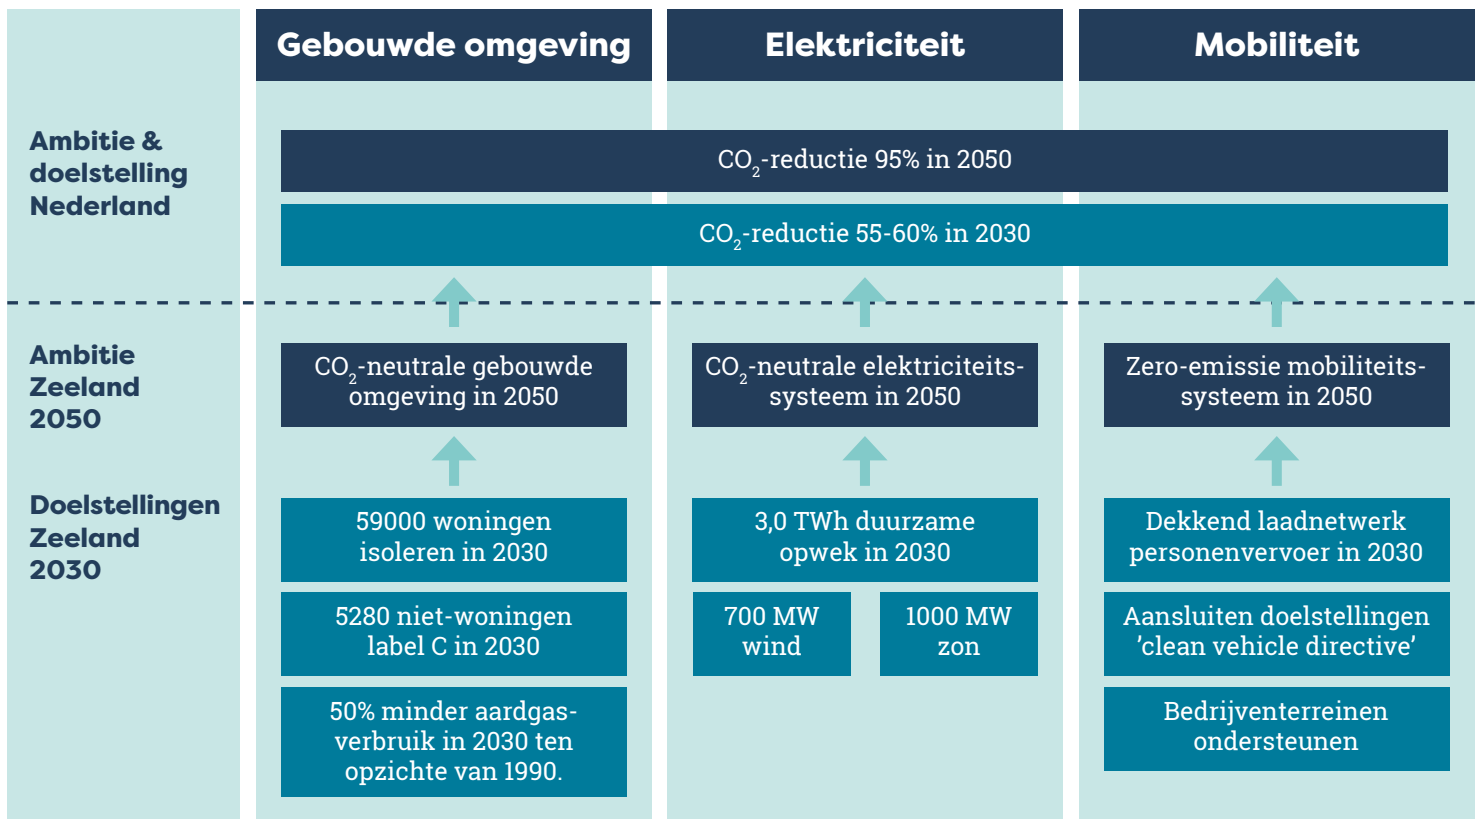 Gebouwde omgeving
Elektriciteit
Mobiliteit
Ambitie &
doelstelling
Nederland
CO₂-reductie 95% in 2050
CO₂-reductie 55-60% in 2030
Ambitie
Zeeland
2050
CO₂-neutrale gebouwde
omgeving in 2050
CO₂-neutrale elektriciteits-
systeem in 2050
Zero-emissie mobiliteits-
systeem in 2050
Doelstellingen
Zeeland
2030
59000 woningen
isoleren in 2030
5280 niet-woningen
label C in 2030
50% minder aardgas-
verbruik in 2030 ten
opzichte van 1990.
3,0 TWh duurzame
opwek in 2030
700 MW
wind
1000 MW
zon
Dekkend laadnetwerk
personenvervoer in 2030
Aansluiten doelstellingen
’clean vehicle directive’
Bedrijventerreinen
ondersteunen